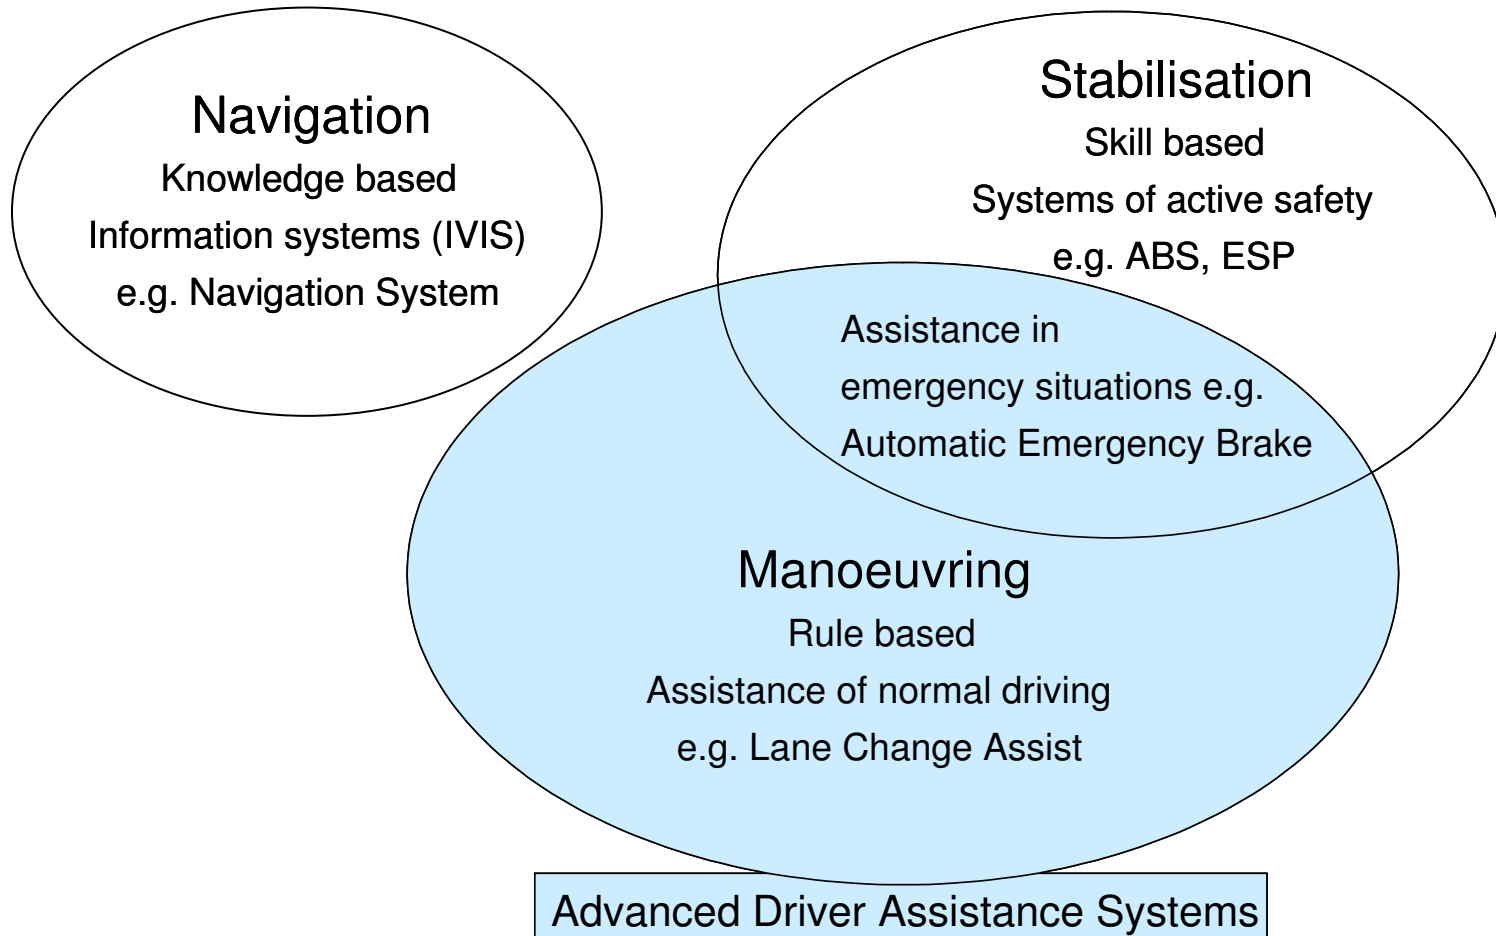 Navigation
Knowledge based
Information systems (IVIS)
e.g. Navigation System
Stabilisation
Skill based
Systems of active safety
e.g. ABS, ESP
Assistance in
emergency situations e.g.
Automatic Emergency Brake
Manoeuvring
Rule based
Assistance of normal driving
e.g. Lane Change Assist
Advanced Driver Assistance Systems